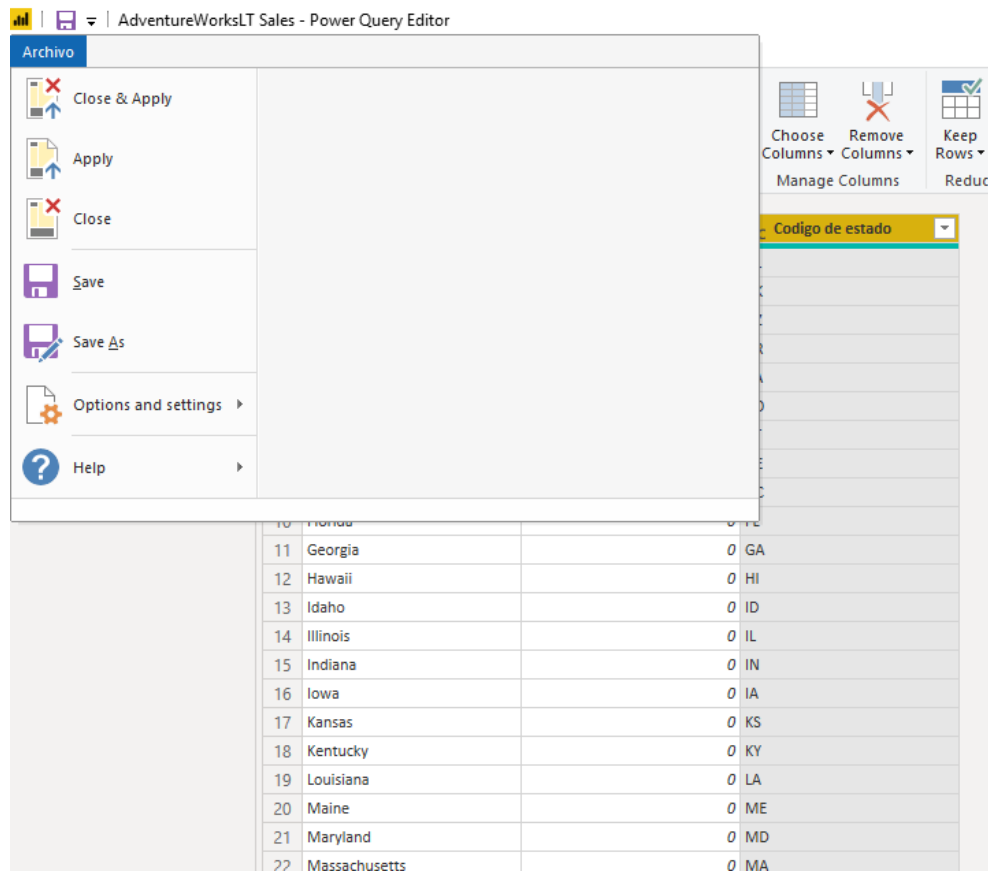 AdventureWorksLT Sales - Power Query Editor
Archivo
Close & Apply
Apply
Close
Save
Save As
Options and settings
Help
Choose Columns
Remove Columns
Keep Rows
Manage Columns
Reduc
Codigo de estado
11 Georgia 0 GA
12 Hawaii 0 HI
13 Idaho 0 ID
14 Illinois 0 IL
15 Indiana 0 IN
16 Iowa 0 IA
17 Kansas 0 KS
18 Kentucky 0 KY
19 Louisiana 0 LA
20 Maine 0 ME
21 Maryland 0 MD
22 Massachusetts 0 MA